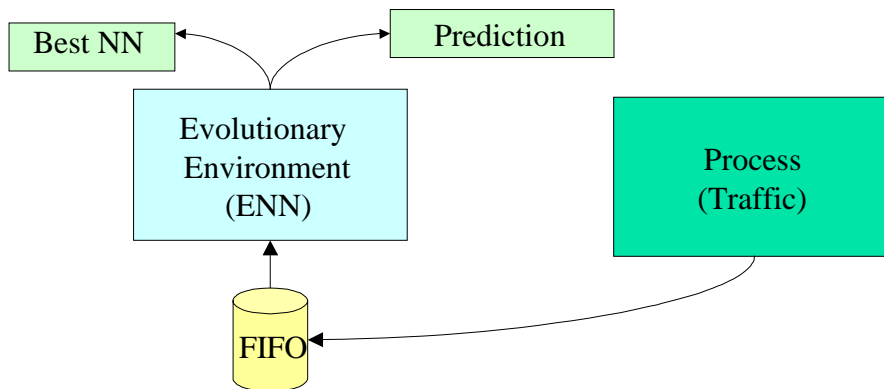 Best NN
Prediction
Evolutionary
Environment
(ENN)
Process
(Traffic)
FIFO